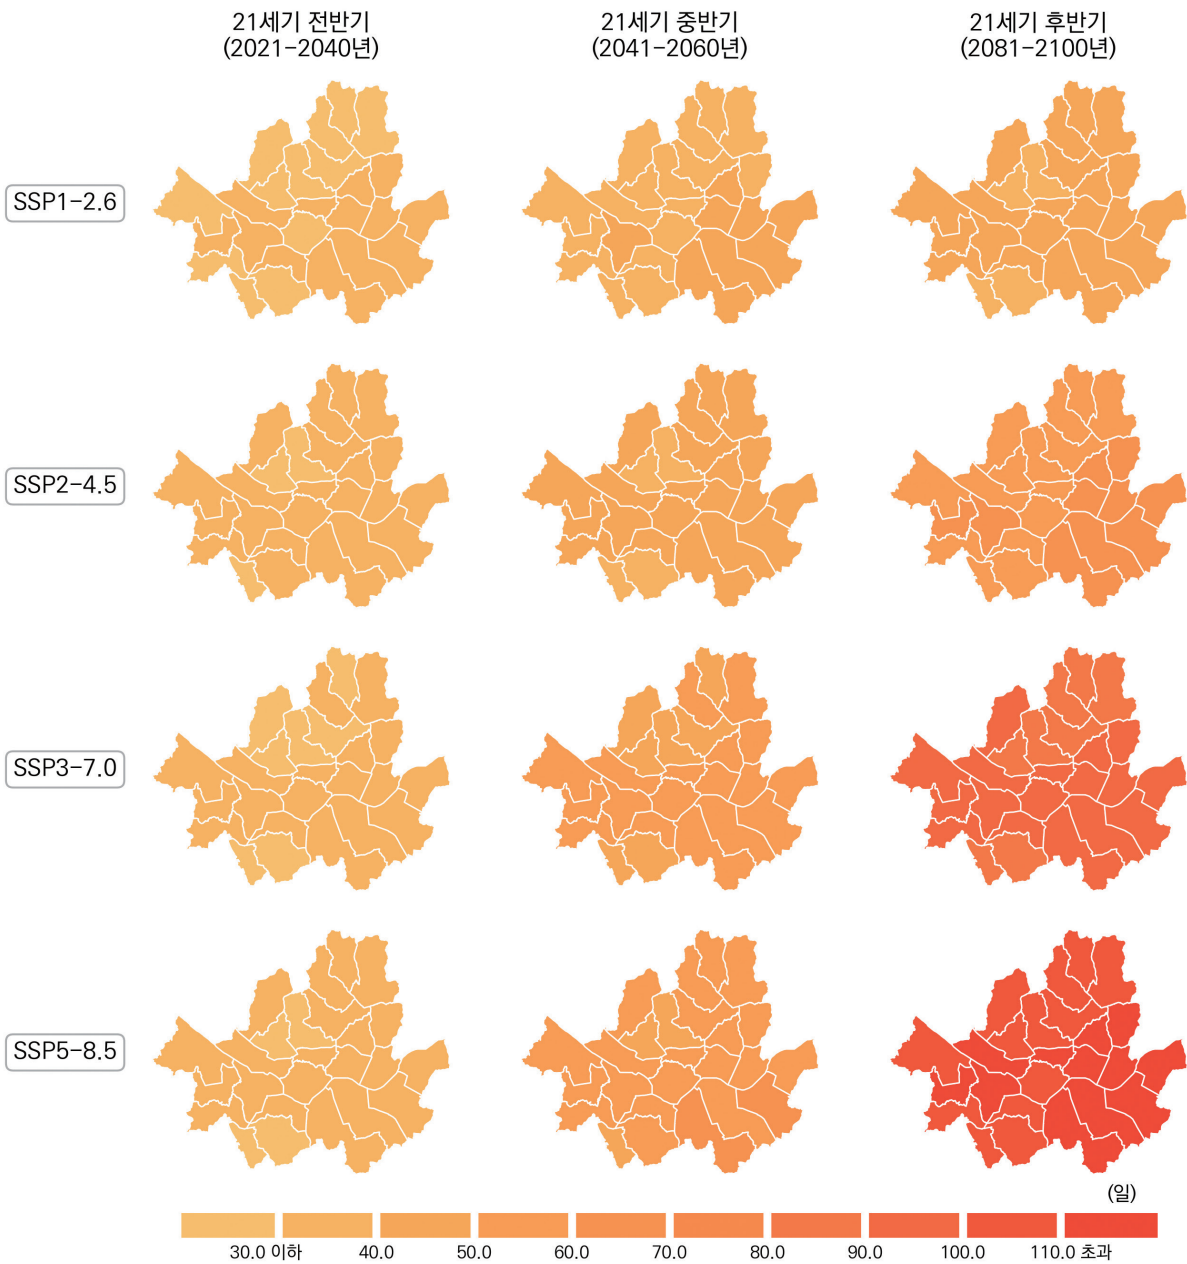 21세기 전반기
(2021-2040년)
21세기 중반기
(2041-2060년)
21세기 후반기
(2081-2100년)
SSP1-2.6
SSP2-4.5
SSP3-7.0
SSP5-8.5
(일)
30.0 이하 40.0 50.0 60.0 70.0 80.0 90.0 100.0 110.0 초과